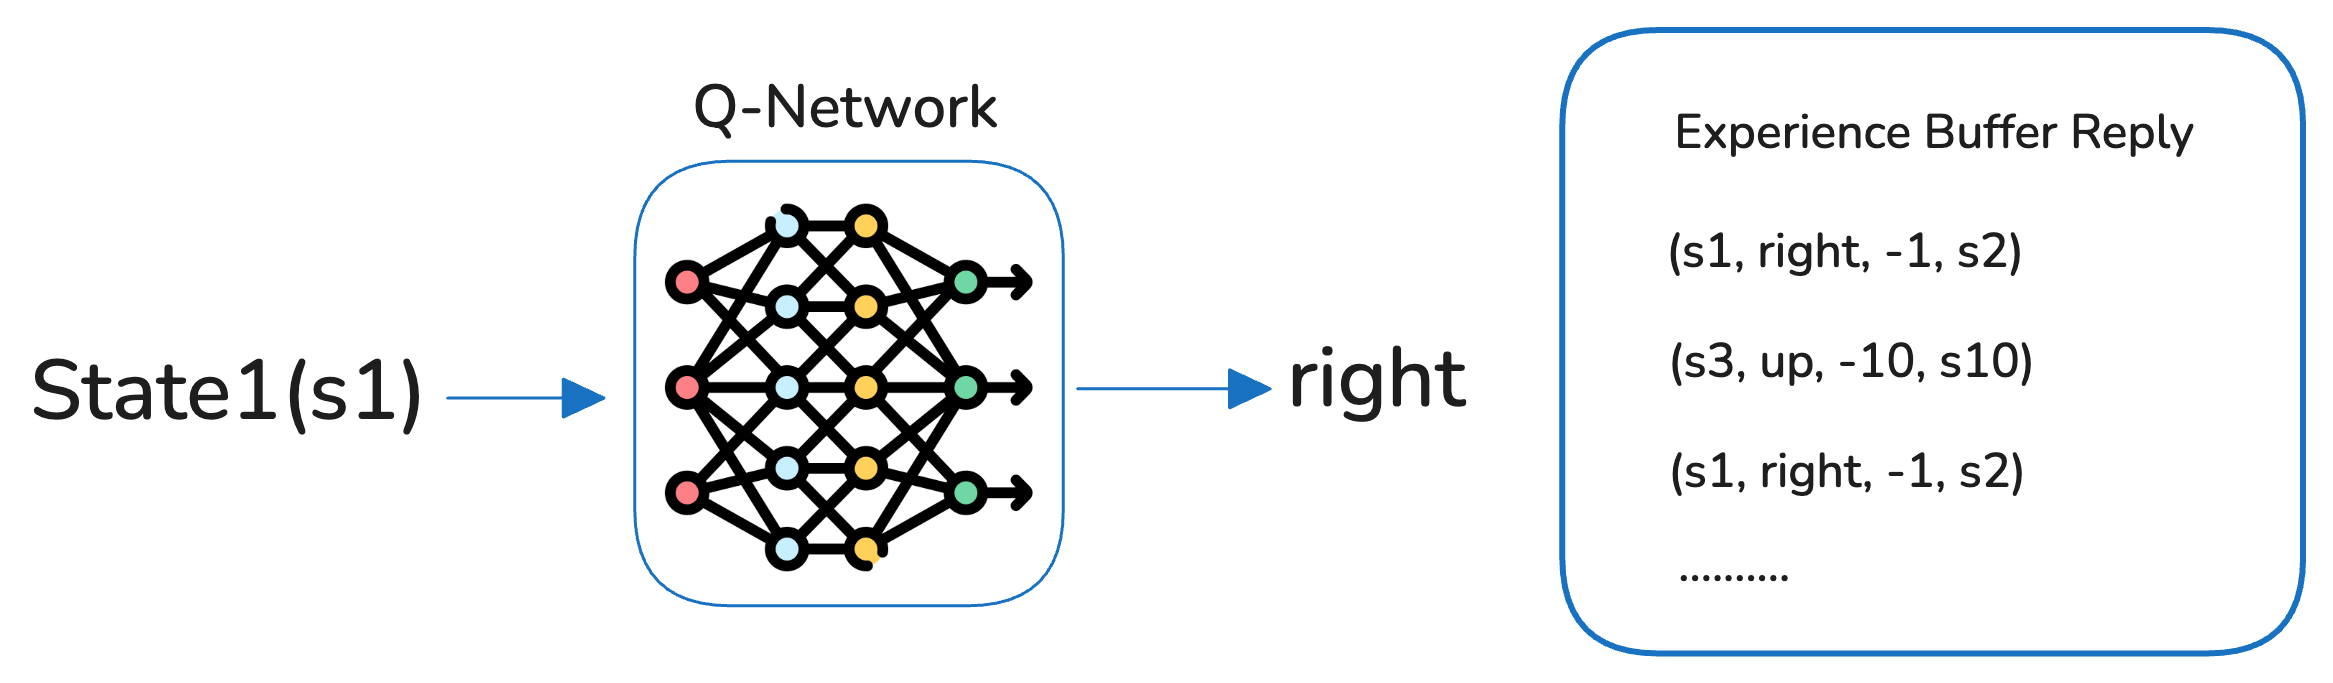 Q-Network
State1(s1)
right
Experience Buffer Reply
(s1, right, -1, s2)
(s3, up, -10, s10)
(s1, right, -1, s2)
..........